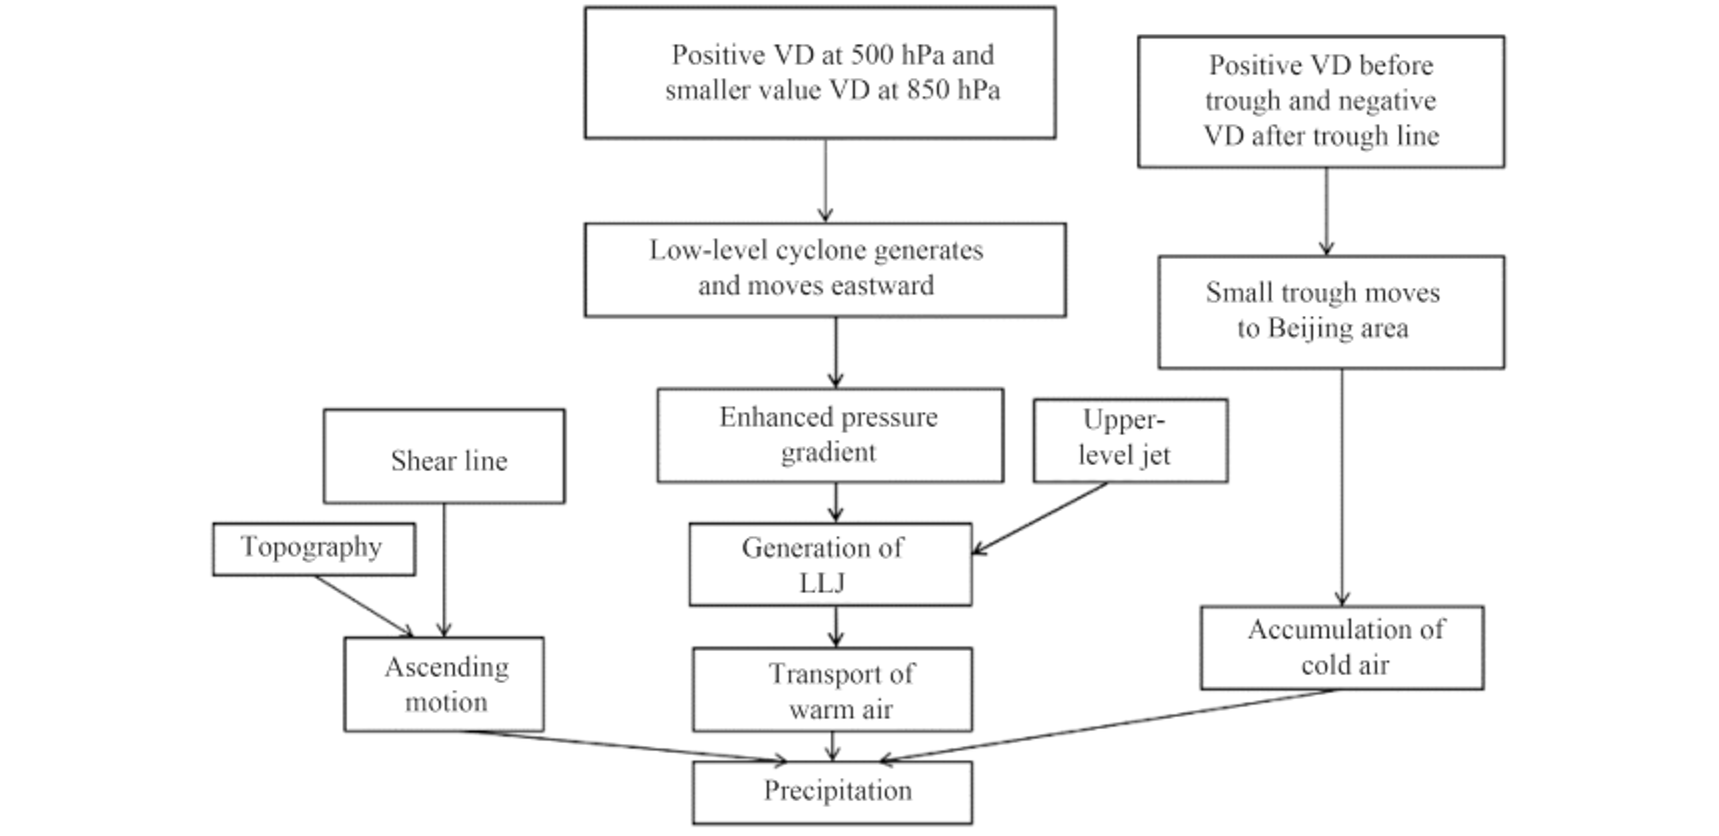 Positive VD at 500 hPa and
smaller value VD at 850 hPa
Positive VD before
trough and negative
VD after trough line
Low-level cyclone generates
and moves eastward
Small trough moves
to Beijing area
Enhanced pressure
gradient
Upper-
level jet
Shear line
Topography
Generation of
LLJ
Ascending
motion
Transport of
warm air
Accumulation of
cold air
Precipitation